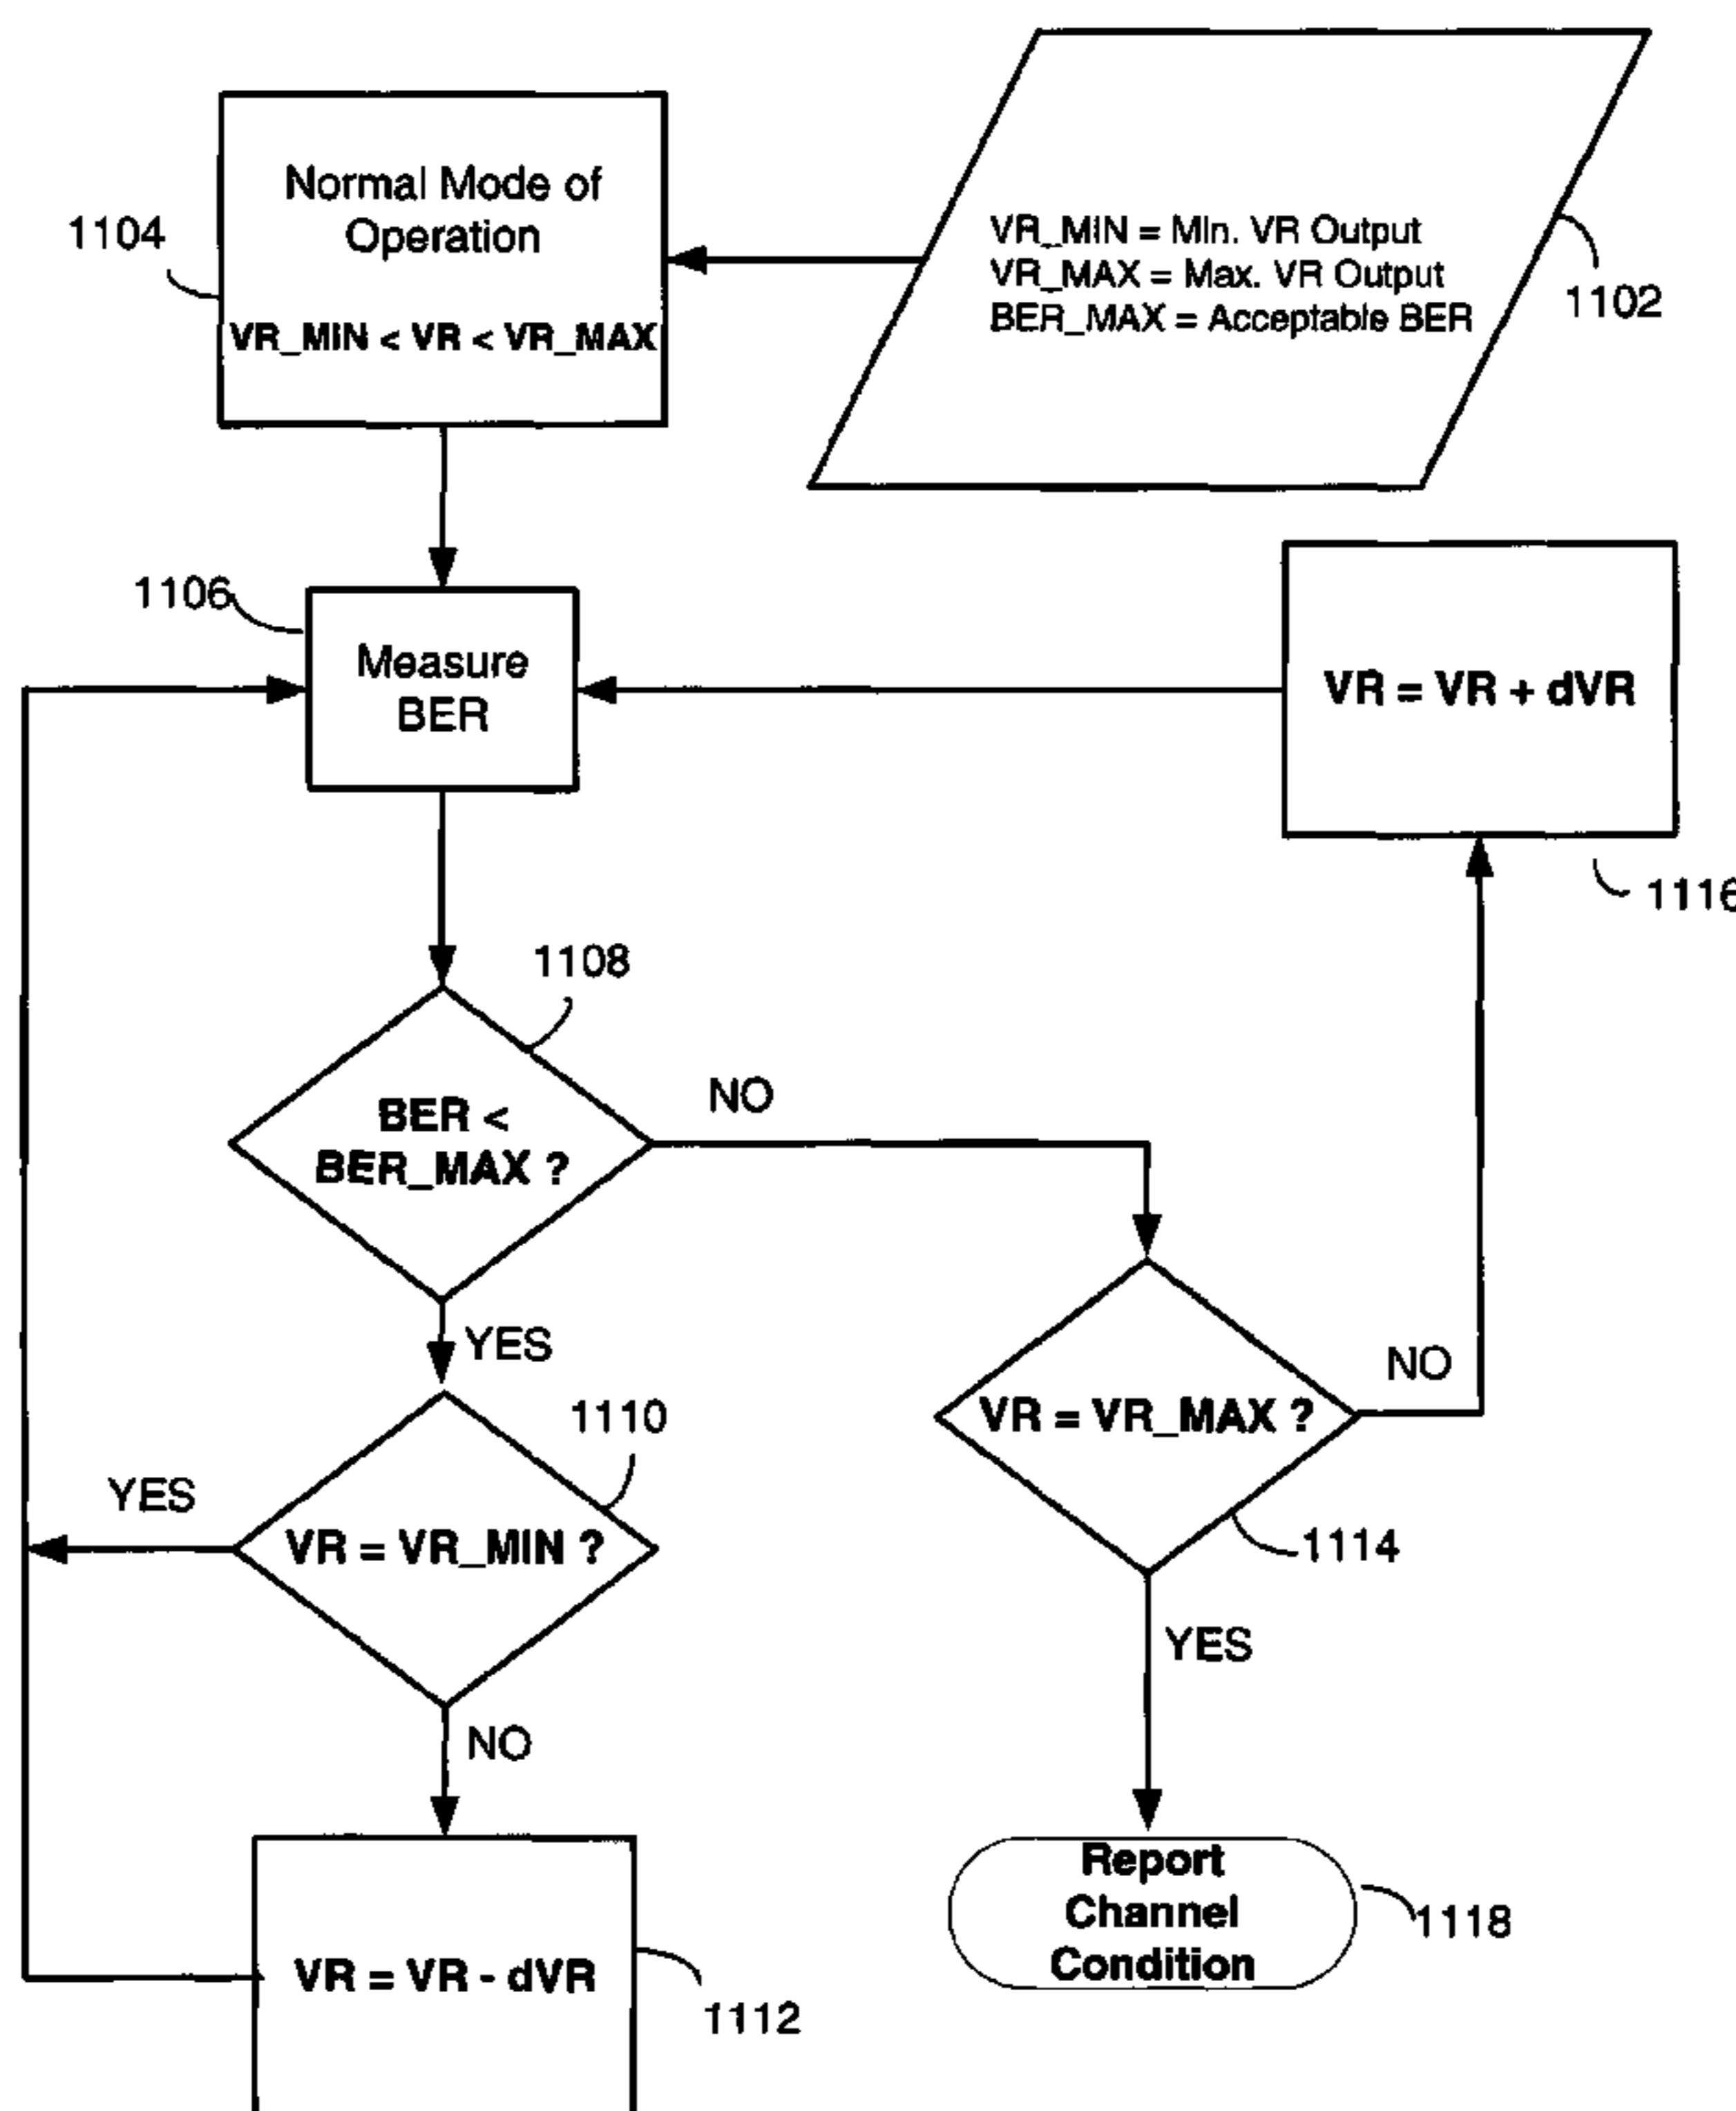 Normal Mode of
Operation
VR_MIN < VR < VR_MAX
1104
VR_MIN = Min. VR Output
VR_MAX = Max. VR Output
BER_MAX = Acceptable BER
1102
1106
Measure
BER
VR = VR + dVR
1116
1108
BER <
BER_MAX ?
NO
YES
1110
VR = VR_MIN ?
YES
NO
VR = VR_MAX ?
NO
1114
YES
VR = VR - dVR
1112
Report
Channel
Condition
1118